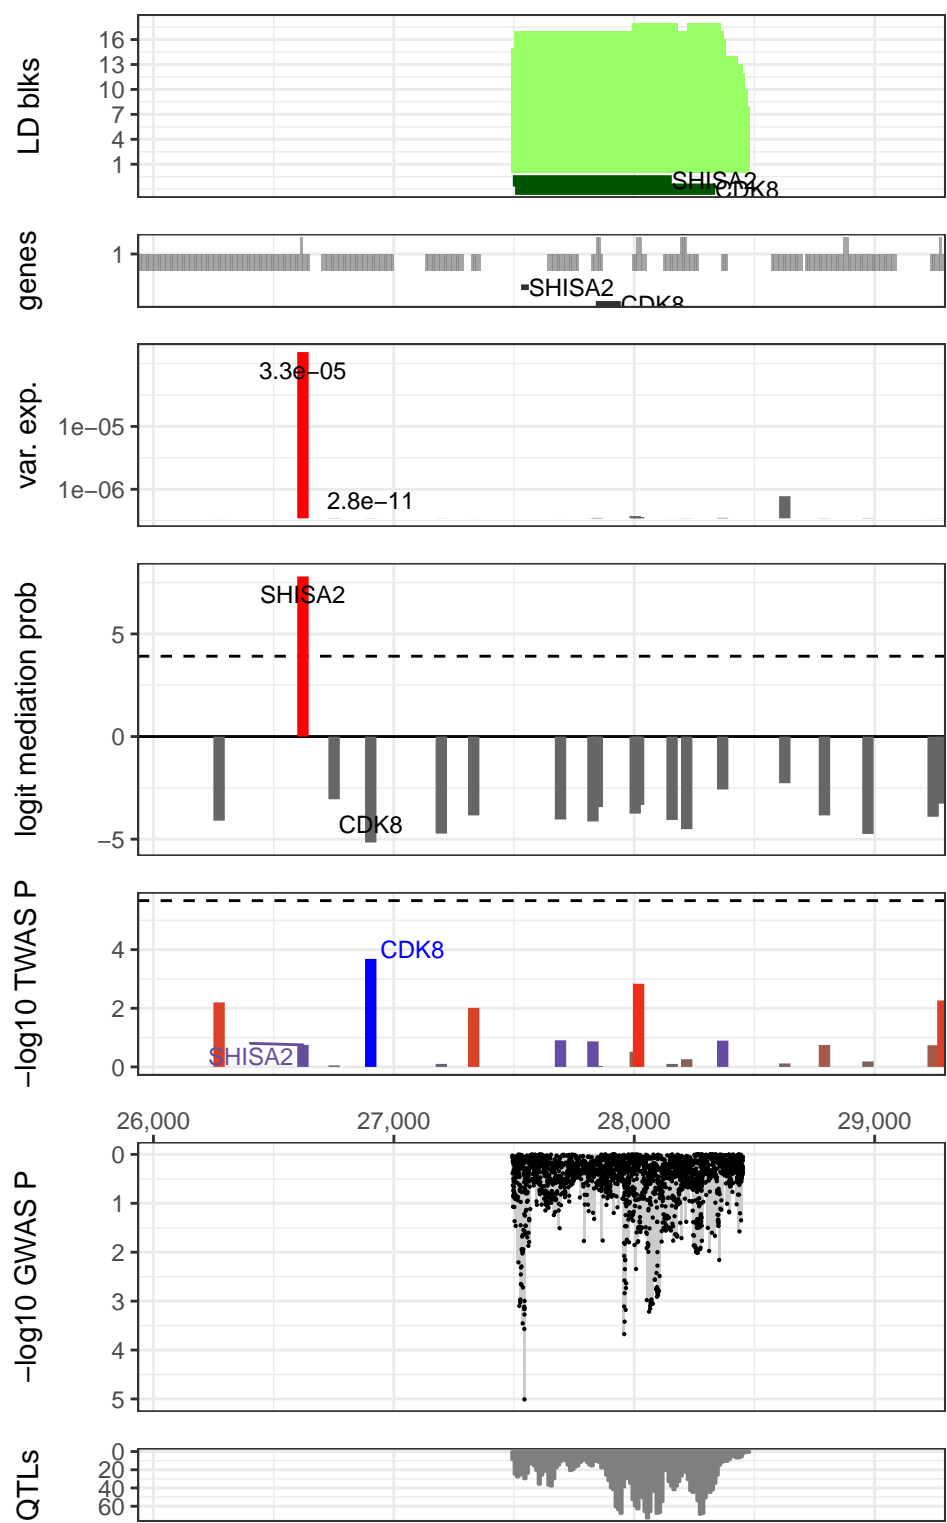 LD blks
16
13
10
7
4
1
SHISA2
CDK8
genes
1
SHISA2
CDK8
var. exp.
3.3e−05
1e−05
1e−06
2.8e−11
logit mediation prob
5
0
−5
SHISA2
CDK8
−log10 TWAS P
4
2
0
CDK8
SHISA2
26,000 27,000 28,000 29,000
−log10 GWAS P
0
1
2
3
4
5
QTLs
0
20
40
60